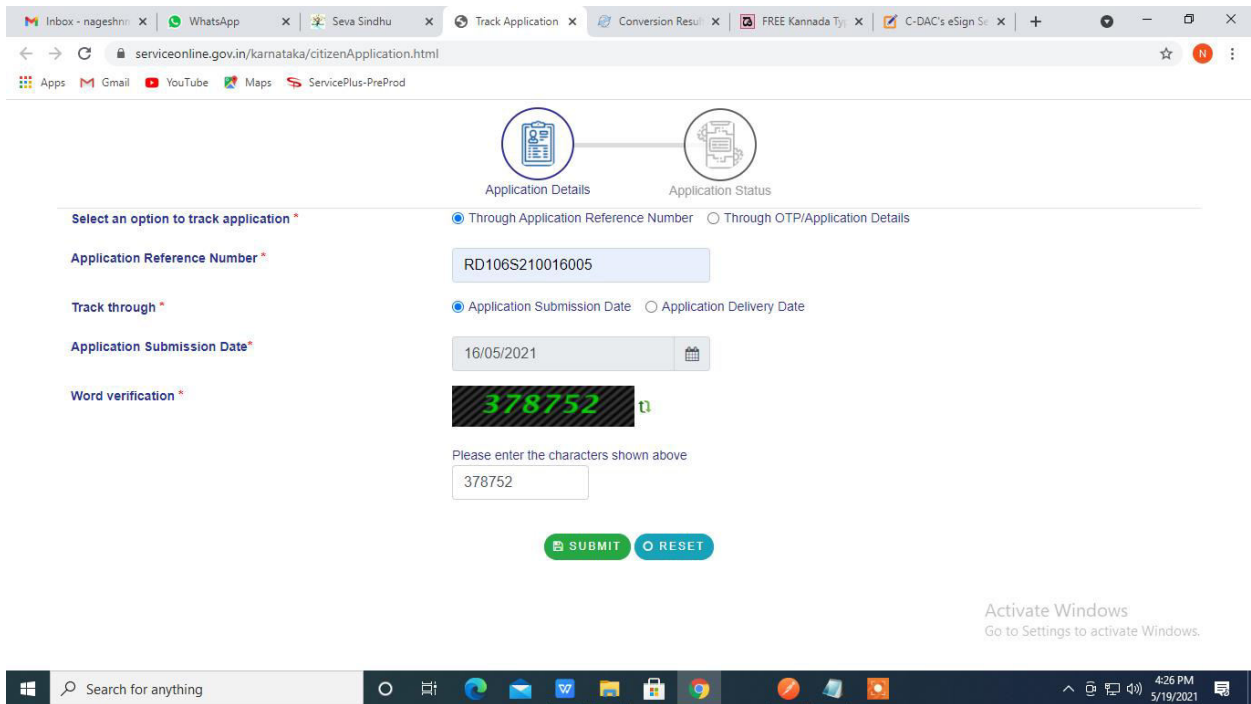 Inbox - nageshnn
WhatsApp
Seva Sindhu
Track Application
Conversion Resul
FREE Kannada Ty
C-DAC's eSign Se
serviceonline.gov.in/karnataka/citizenApplication.html
N
Apps Gmail YouTube Maps ServicePlus-PreProd
Application Details
Application Status
Select an option to track application *
Through Application Reference Number
Through OTP/Application Details
Application Reference Number *
RD106S210016005
Track through *
Application Submission Date
Application Delivery Date
Application Submission Date*
16/05/2021
Word verification *
378752
Please enter the characters shown above
378752
SUBMIT
RESET
Activate Windows
Go to Settings to activate Windows.
Search for anything
4:26 PM
5/19/2021